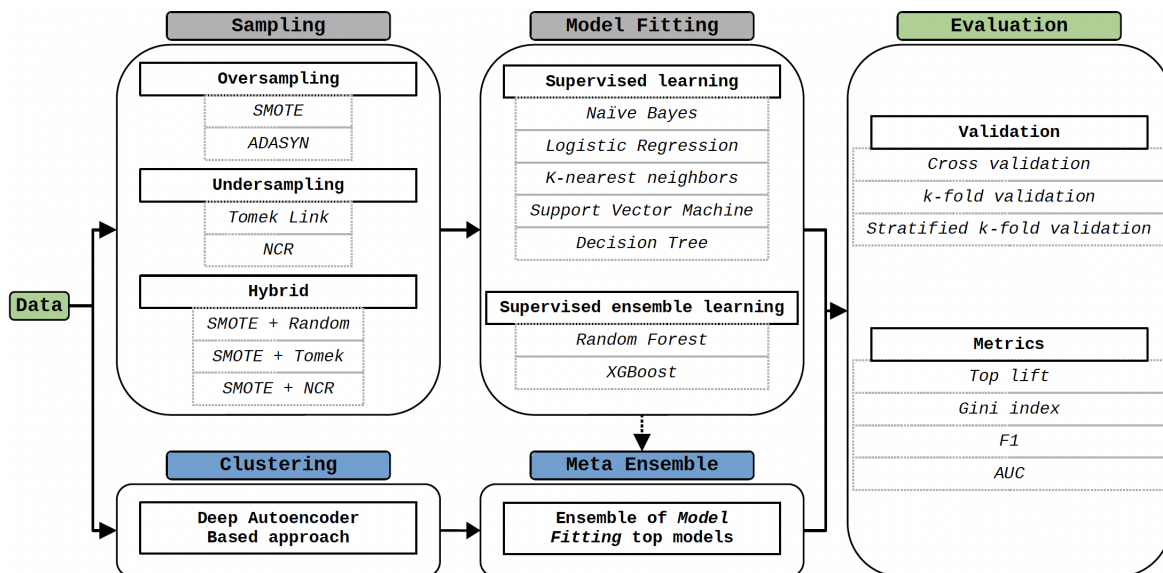 Data
Sampling
Oversampling
SMOTE
ADASYN
Undersampling
Tomek Link
NCR
Hybrid
SMOTE + Random
SMOTE + Tomek
SMOTE + NCR
Clustering
Deep Autoencoder
Based approach
Model Fitting
Supervised learning
Naïve Bayes
Logistic Regression
K-nearest neighbors
Support Vector Machine
Decision Tree
Supervised ensemble learning
Random Forest
XGBoost
Meta Ensemble
Ensemble of Model
Fitting top models
Evaluation
Validation
Cross validation
k-fold validation
Stratified k-fold validation
Metrics
Top lift
Gini index
F1
AUC